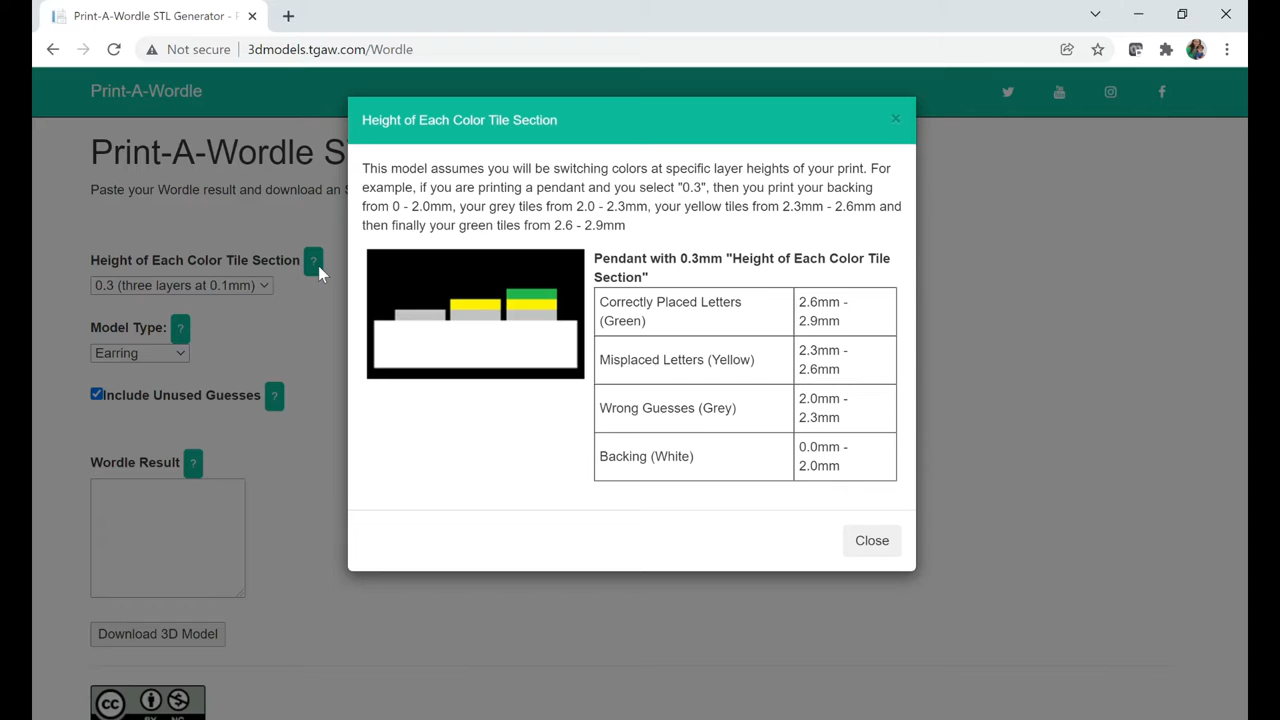 Print-A-Wordle STL Generator - P
Not secure
3dmodels.tgaw.com/Wordle
Print-A-Wordle
Print-A-Wordle S
Paste your Wordle result and download an S
Height of Each Color Tile Section ?
0.3 (three layers at 0.1mm)
Model Type: ?
Earring
Include Unused Guesses ?
Wordle Result ?
Download 3D Model
cc
BY NC
Height of Each Color Tile Section
×
This model assumes you will be switching colors at specific layer heights of your print. For
example, if you are printing a pendant and you select "0.3", then you print your backing
from 0 - 2.0mm, your grey tiles from 2.0 - 2.3mm, your yellow tiles from 2.3mm - 2.6mm and
then finally your green tiles from 2.6 - 2.9mm
Pendant with 0.3mm "Height of Each Color Tile
Section"
Correctly Placed Letters
(Green)
2.6mm -
2.9mm
Misplaced Letters (Yellow)
2.3mm -
2.6mm
Wrong Guesses (Grey)
2.0mm -
2.3mm
Backing (White)
0.0mm -
2.0mm
Close